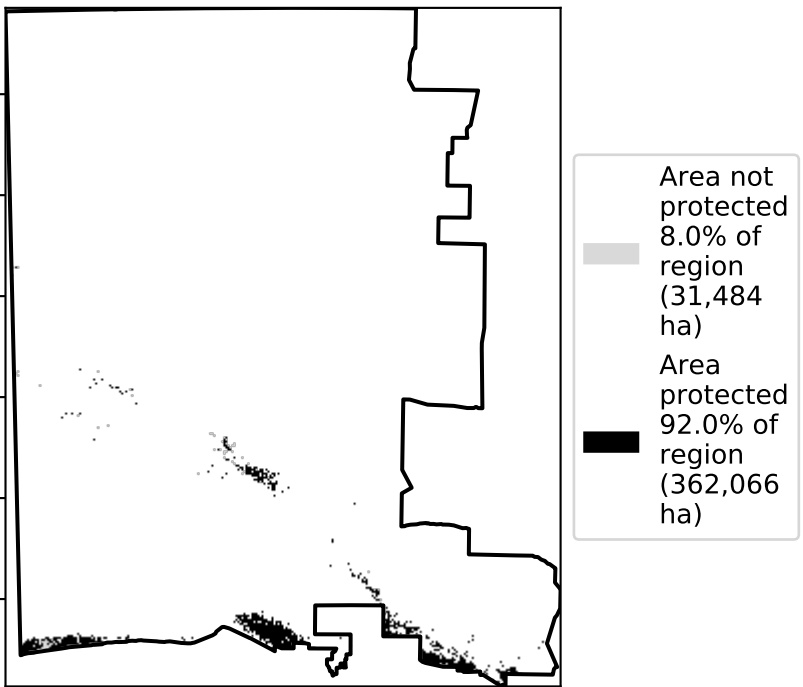 Area not
protected
8.0% of
region
(31,484
ha)
Area
protected
92.0% of
region
(362,066
ha)